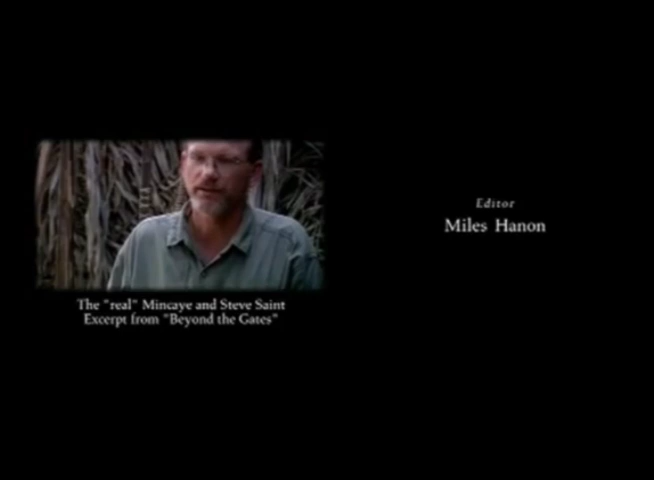 Editor
Miles Hanon
The "real" Mincaye and Steve Saint
Excerpt from "Beyond the Gates"